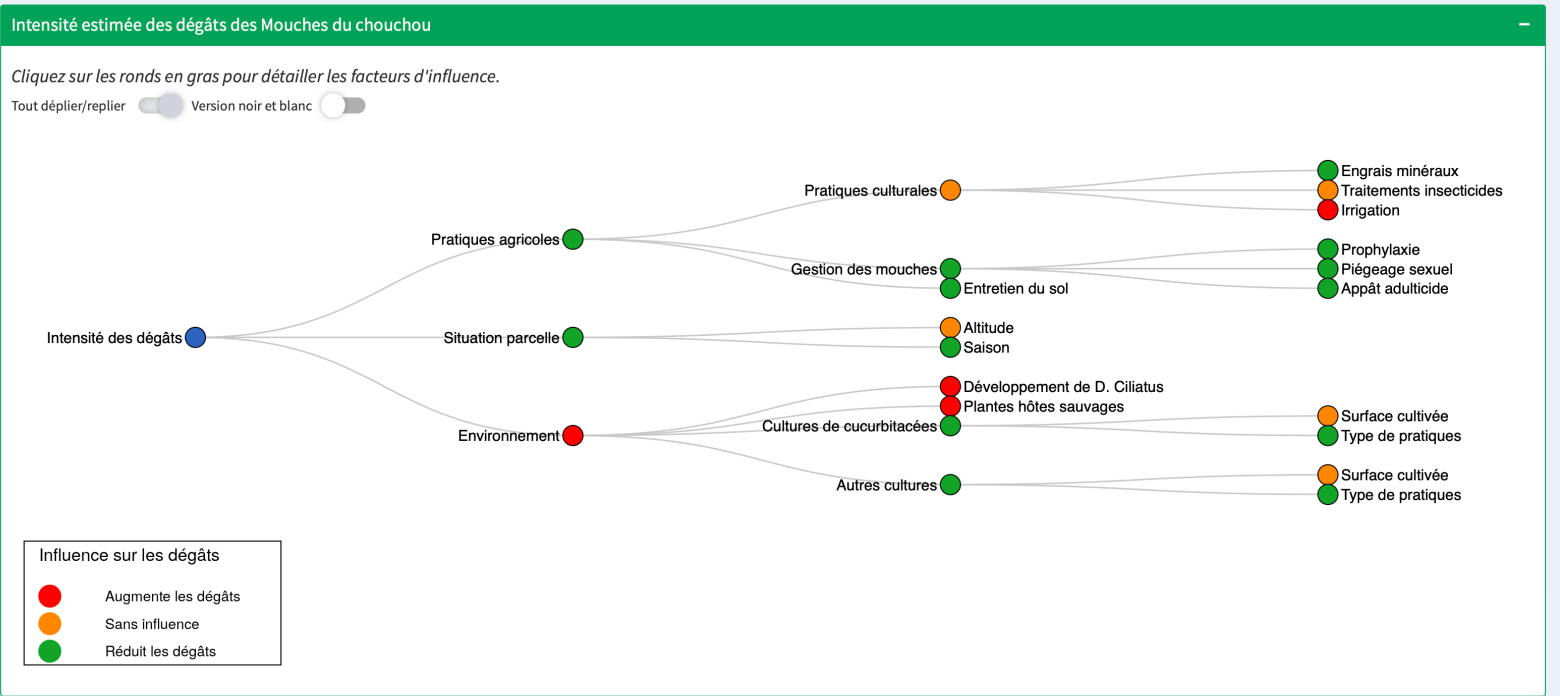 Intensité estimée des dégâts des Mouches du chouchou
Cliquez sur les ronds en gras pour détailler les facteurs d'influence.
Tout déplier/replier
Version noir et blanc
Intensité des dégâts
Pratiques agricoles
Situation parcelle
Environnement
Pratiques culturales
Gestion des mouches
Entretien du sol
Altitude
Saison
Développement de D. Ciliatus
Plantes hôtes sauvages
Cultures de cucurbitacées
Autres cultures
Engrais minéraux
Traitements insecticides
Irrigation
Prophylaxie
Piégeage sexuel
Appât adulticide
Surface cultivée
Type de pratiques
Surface cultivée
Type de pratiques
Influence sur les dégâts
Augmente les dégâts
Sans influence
Réduit les dégâts